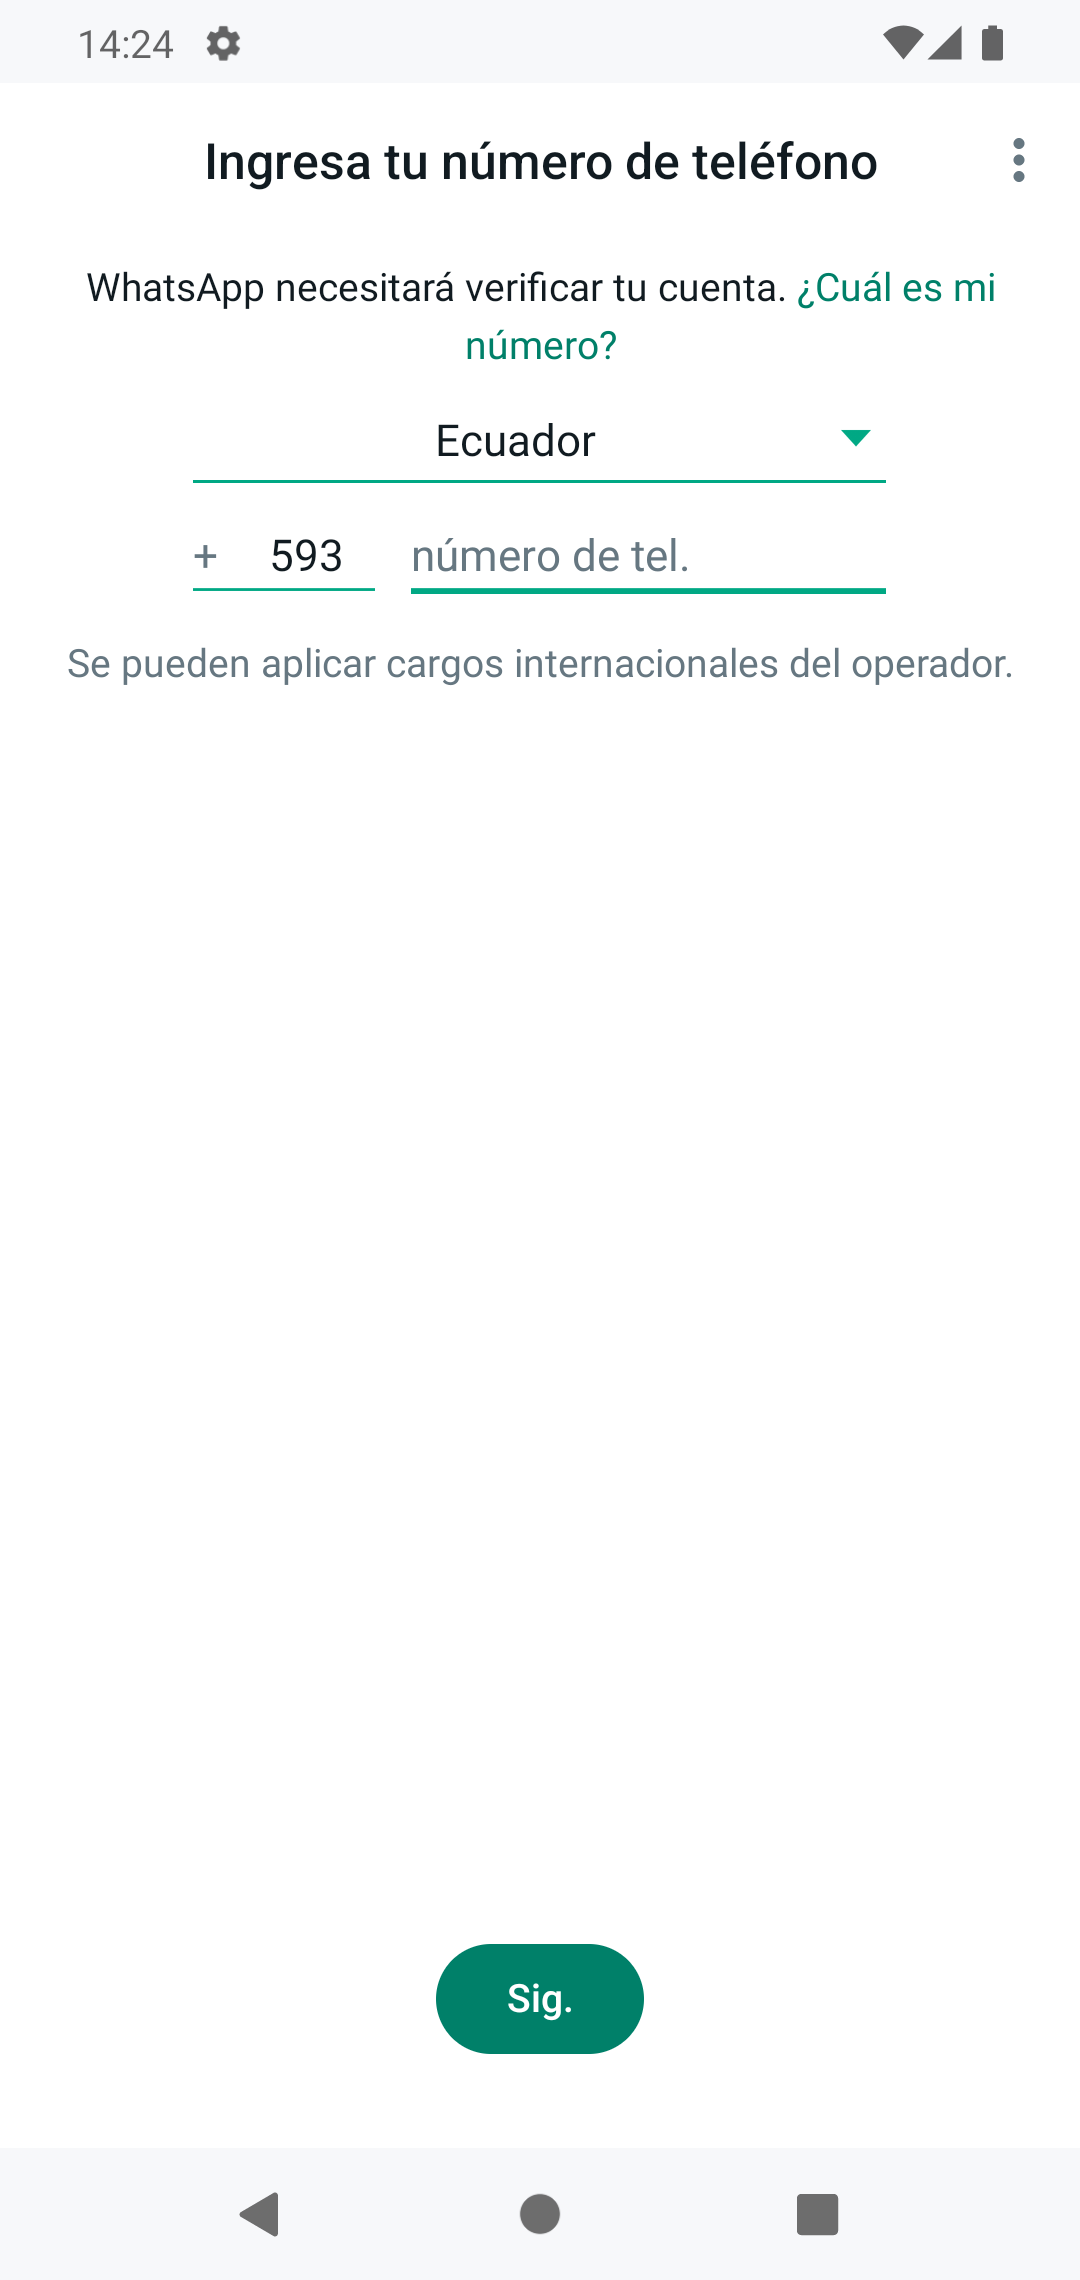 14:24
Ingresa tu número de teléfono
WhatsApp necesitará verificar tu cuenta. ¿Cuál es mi
número?
Ecuador
+ 593 número de tel.
Se pueden aplicar cargos internacionales del operador.
Sig.